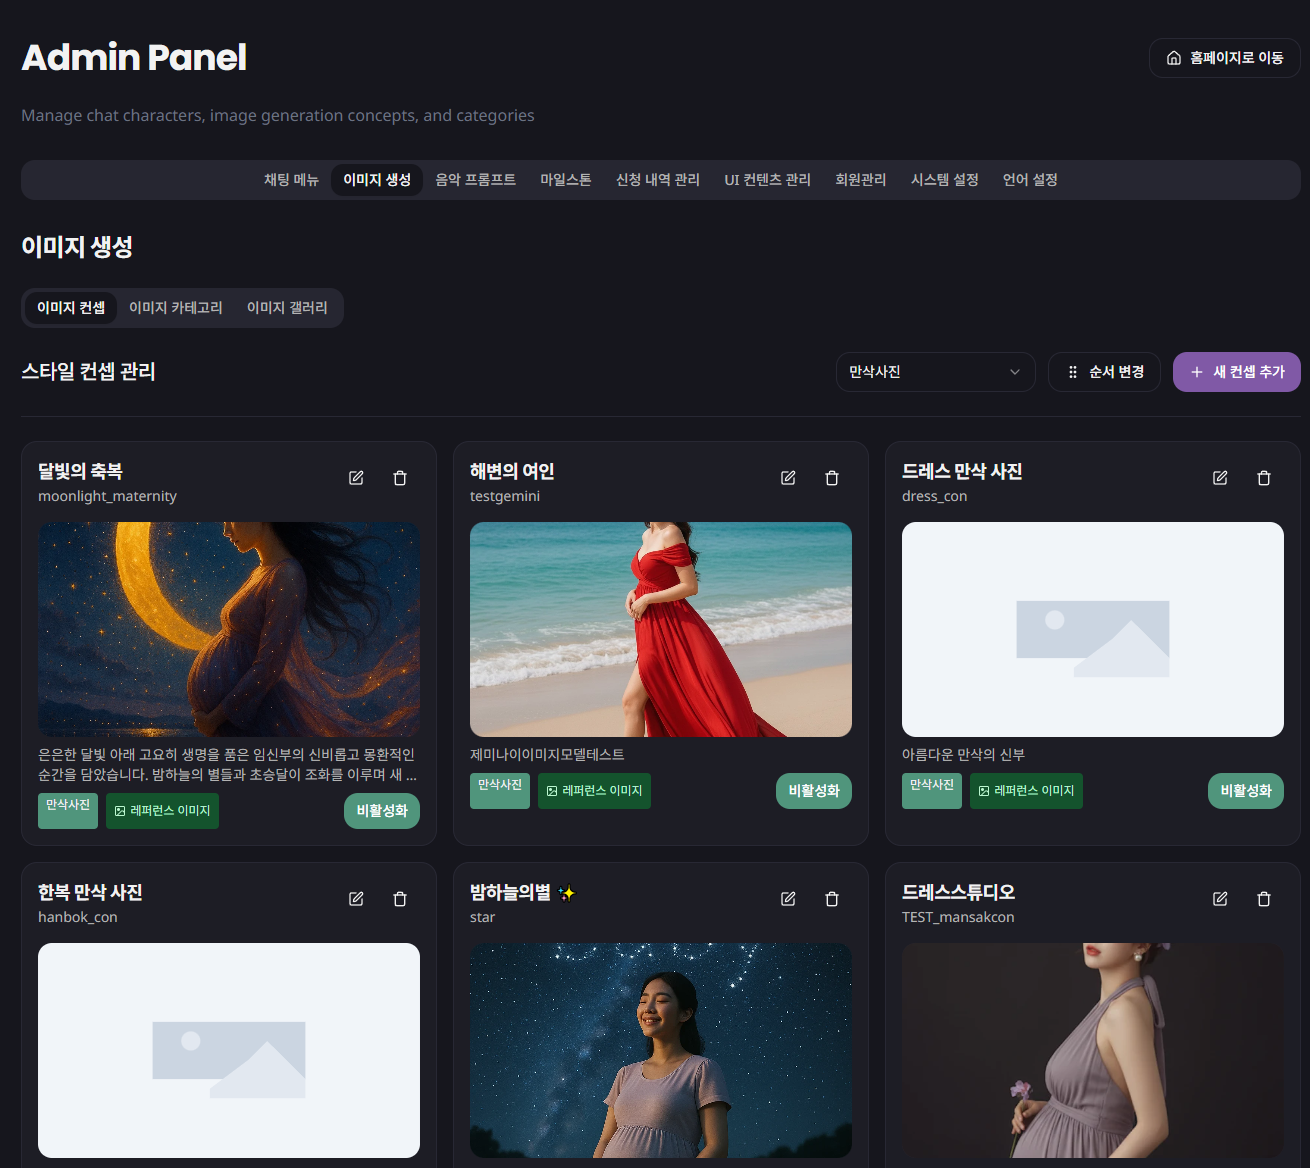 Admin Panel
홈페이지로 이동
Manage chat characters, image generation concepts, and categories
채팅 메뉴
이미지 생성
음악 프롬프트
마일스톤
신청 내역 관리
UI 컨텐츠 관리
회원관리
시스템 설정
언어 설정
이미지 생성
이미지 컨셉
이미지 카테고리
이미지 갤러리
스타일 컨셉 관리
만삭사진
순서 변경
새 컨셉 추가
달빛의 축복
moonlight_maternity
은은한 달빛 아래 고요히 생명을 품은 임신부의 신비롭고 몽환적인
순간을 담았습니다. 밤하늘의 별들과 초승달이 조화를 이루며 새 ...
만삭사진
레퍼런스 이미지
비활성화
해변의 여인
testgemini
제미나이이미지모델테스트
만삭사진
레퍼런스 이미지
비활성화
드레스 만삭 사진
dress_con
아름다운 만삭의 신부
만삭사진
레퍼런스 이미지
비활성화
한복 만삭 사진
hanbok_con
밤하늘의별 ✨
star
드레스스튜디오
TEST_mansakcon